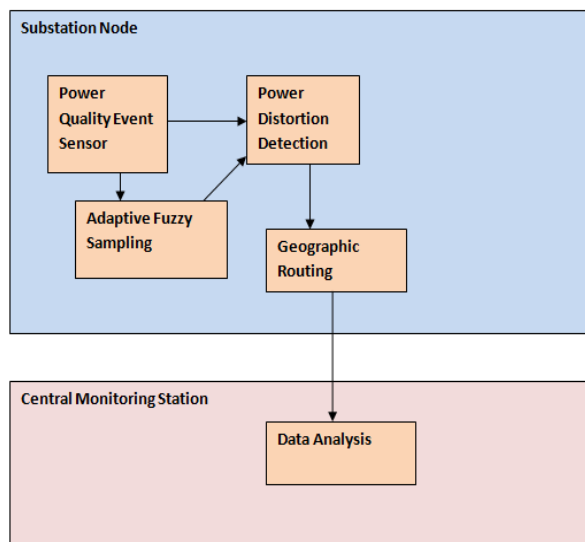 Substation Node
Power
Quality Event
Sensor
Power
Distortion
Detection
Adaptive Fuzzy
Sampling
Geographic
Routing
Central Monitoring Station
Data Analysis